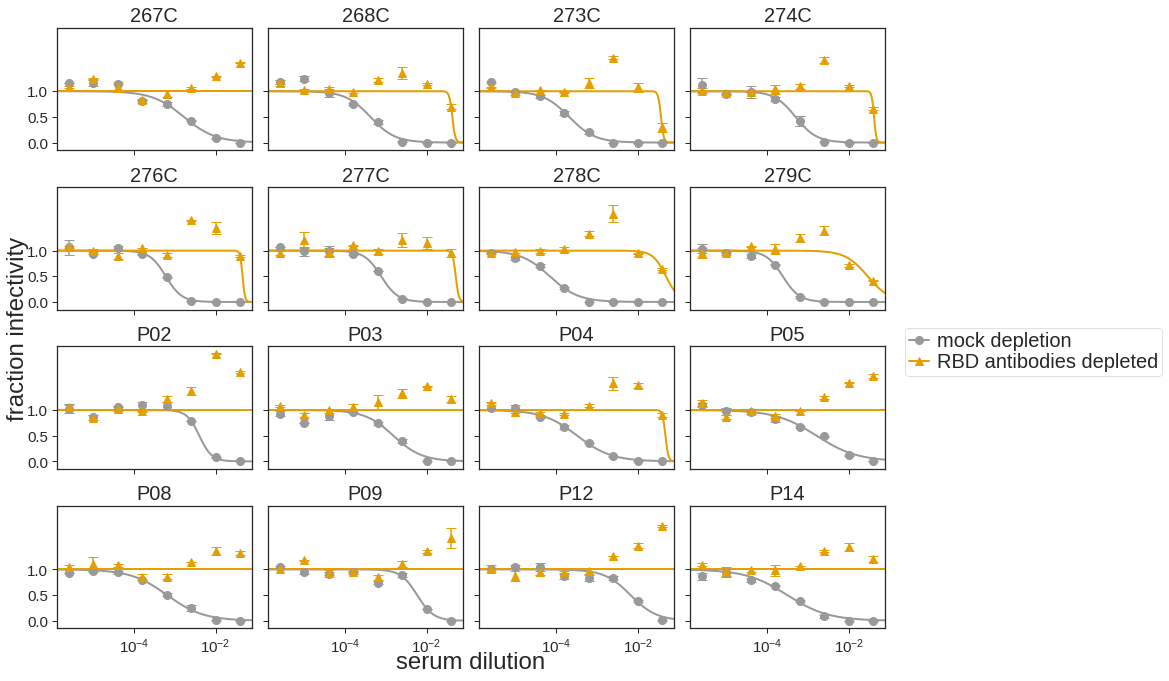 267C 268C 273C 274C
1.0
0.5
0.0
276C 277C 278C 279C
1.0
0.5
0.0
P02 P03 P04 P05
1.0
0.5
0.0
P08 P09 P12 P14
1.0
0.5
0.0
10⁻⁴ 10⁻² 10⁻⁴ 10⁻² 10⁻⁴ 10⁻² 10⁻⁴ 10⁻²
fraction infectivity
serum dilution
mock depletion
RBD antibodies depleted